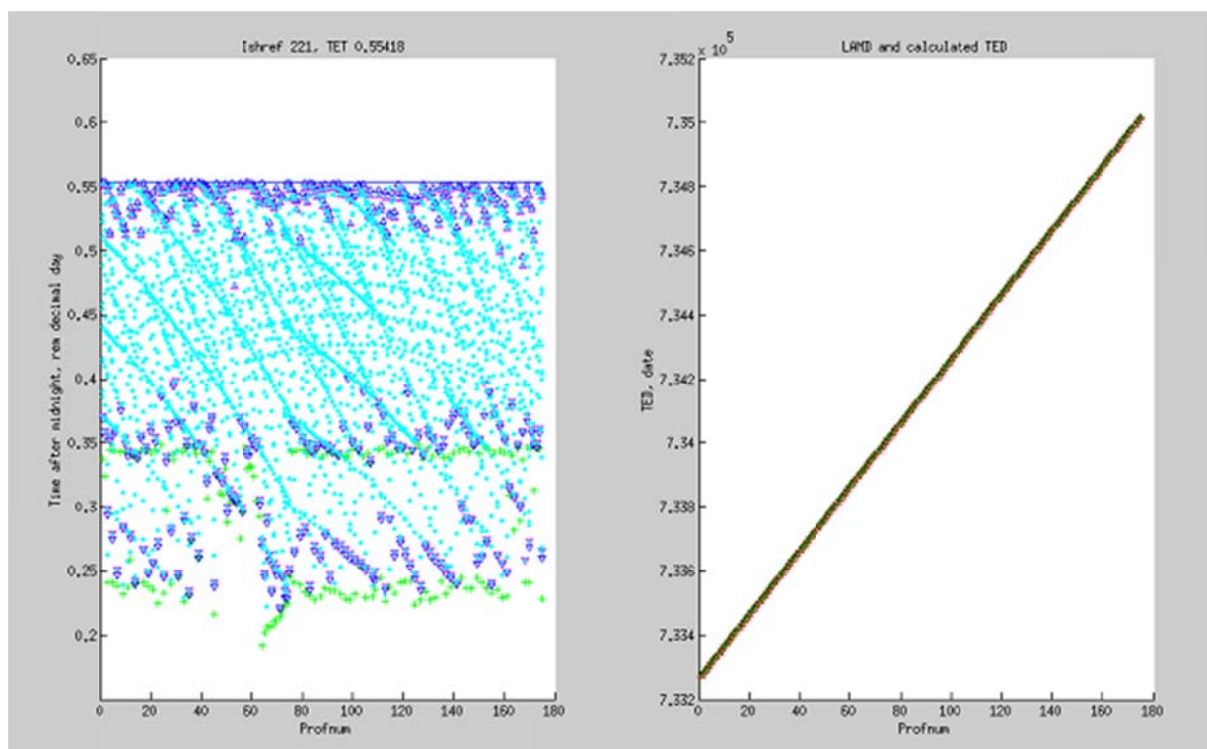 Ishref 221, TET 0.55418
0.65
0.6
0.55
0.5
0.45
0.4
0.35
0.3
0.25
0.2
Time after midnight, rem decimal day
0 20 40 60 80 100 120 140 160 180
Profnum
LAMD and calculated TED
x 10 5
7.352
7.35
7.348
7.346
7.344
7.342
7.34
7.338
7.336
7.334
7.332
TED, date
0 20 40 60 80 100 120 140 160 180
Profnum